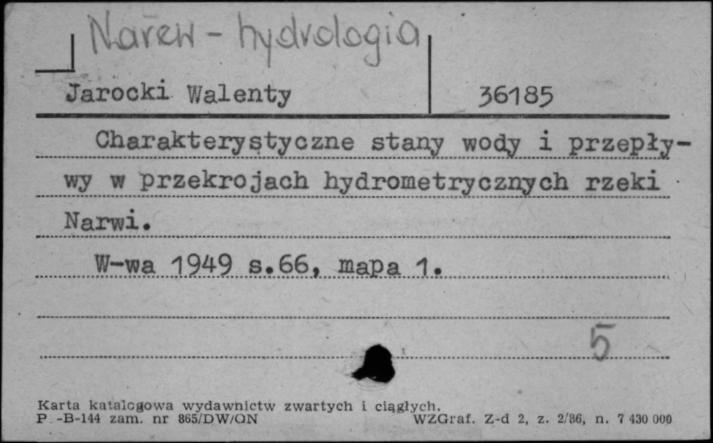 Narew - hydrologia
Jarocki Walenty 36185
Charakterystyczne stany wody i przepły-
wy w przekrojach hydrometrycznych rzeki
Narwi.
W-wa 1949 s.66, mapa 1.
5
Karta katalogowa wydawnictw zwartych i ciągłych.
P -B-144 zam. nr 865/DW/ON WZGraf. Z-d 2, z. 2/86, n. 7 430 000